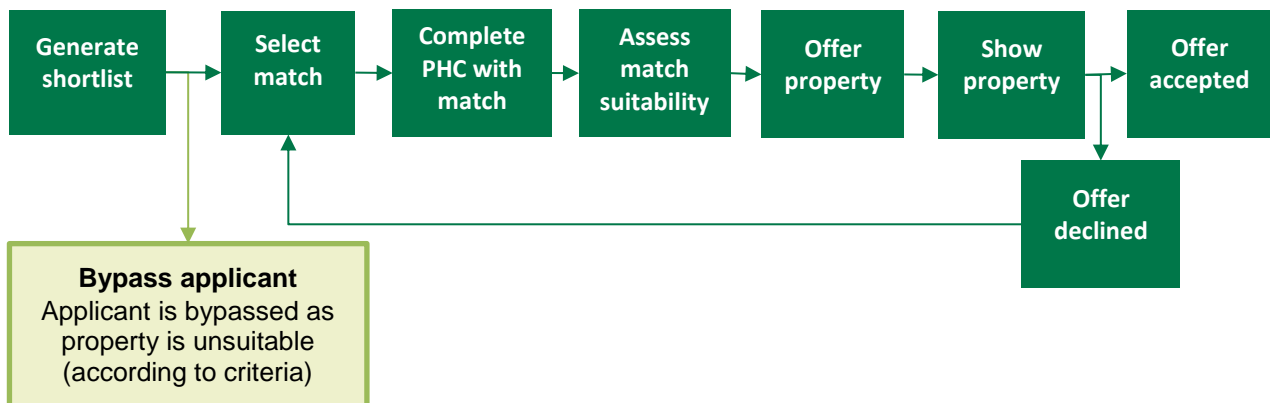 Generate
shortlist
Select
match
Complete
PHC with
match
Assess
match
suitability
Offer
property
Show
property
Offer
accepted
Offer
declined
Bypass applicant
Applicant is bypassed as
property is unsuitable
(according to criteria)